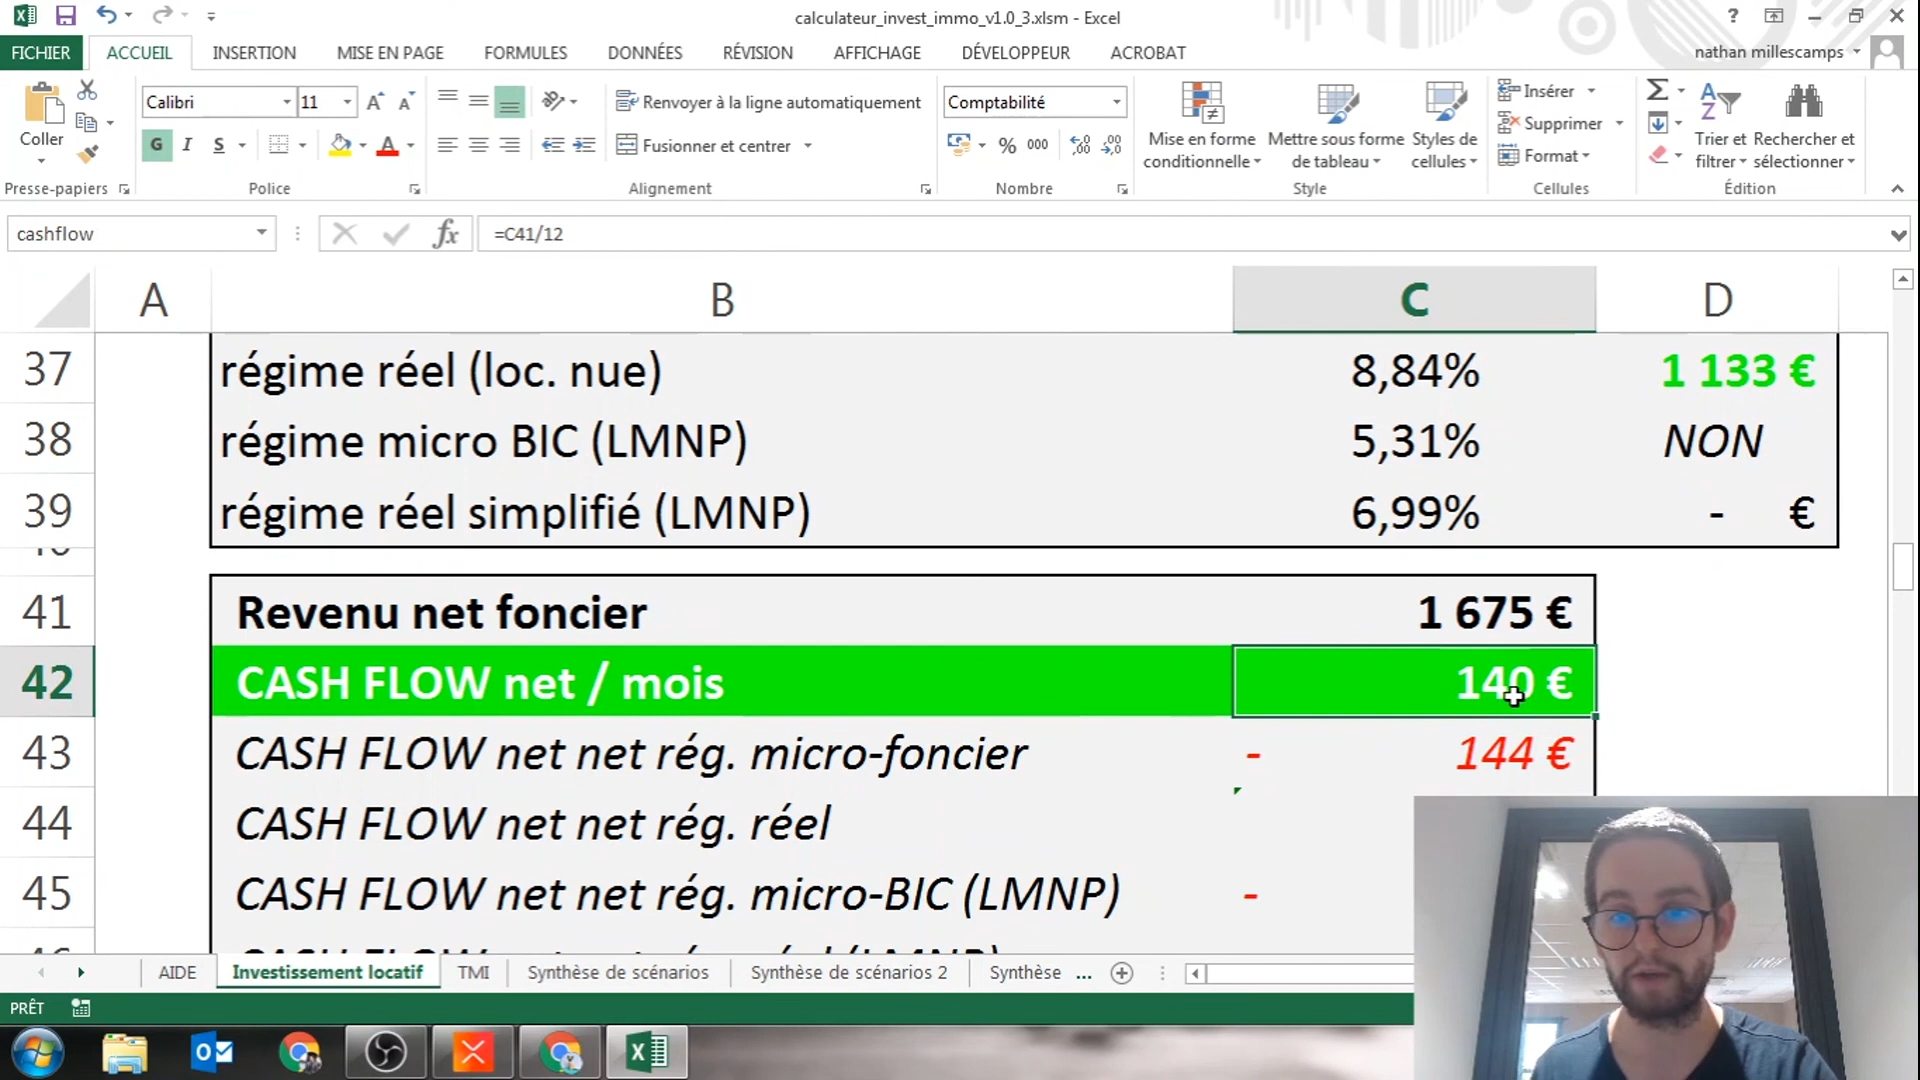 calculateur_invest_immo_v1.0_3.xlsm - Excel
FICHIER ACCUEIL INSERTION MISE EN PAGE FORMULES DONNÉES RÉVISION AFFICHAGE DÉVELOPPEUR ACROBAT nathan millescamps
Calibri 11 Renvoyer à la ligne automatiquement Comptabilité Insérer
Coller Mise en forme Mettre sous forme Styles de Supprimer Trier et Rechercher et
G I S Fusionner et centrer % 000 conditionnelle de tableau cellules Format filtrer sélectionner
Presse-papiers Police Alignement Nombre Style Cellules Édition
cashflow fx =C41/12
A B C D
37 régime réel (loc. nue) 8,84% 1 133 €
38 régime micro BIC (LMNP) 5,31% NON
39 régime réel simplifié (LMNP) 6,99% - €
41 Revenu net foncier 1 675 €
42 CASH FLOW net / mois 140 €
43 CASH FLOW net net rég. micro-foncier - 144 €
44 CASH FLOW net net rég. réel
45 CASH FLOW net net rég. micro-BIC (LMNP) -
AIDE Investissement locatif TMI Synthèse de scénarios Synthèse de scénarios 2 Synthèse ...
PRÊT